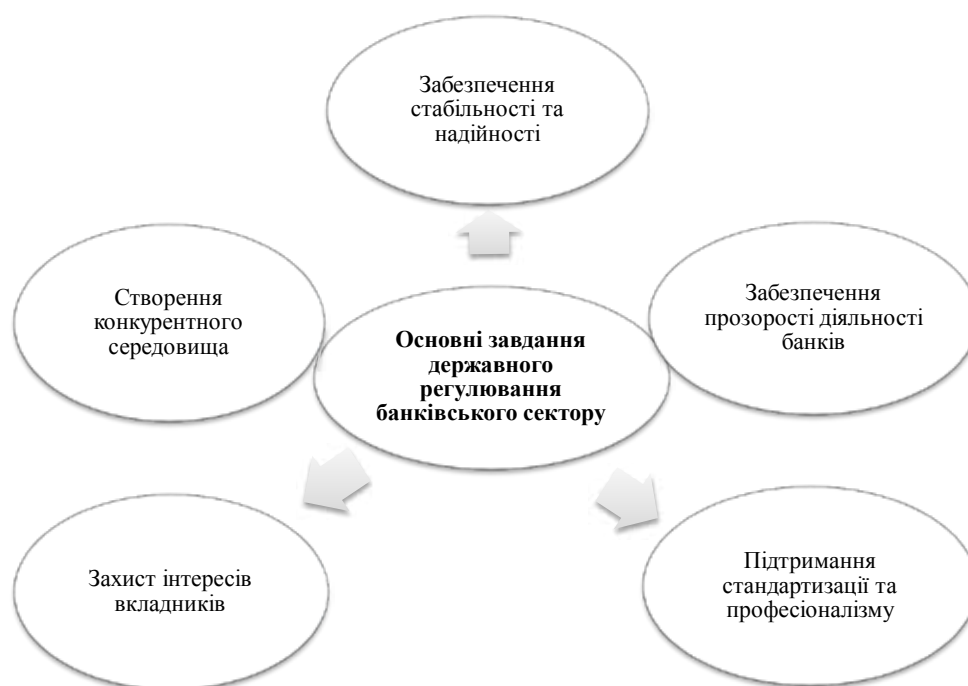 Забезпечення
стабільності та
надійності
Створення
конкурентного
середовища
Забезпечення
прозорості діяльності
банків
Основні завдання
державного
регулювання
банківського сектору
Захист інтересів
вкладників
Підтримання
стандартизації та
професіоналізму